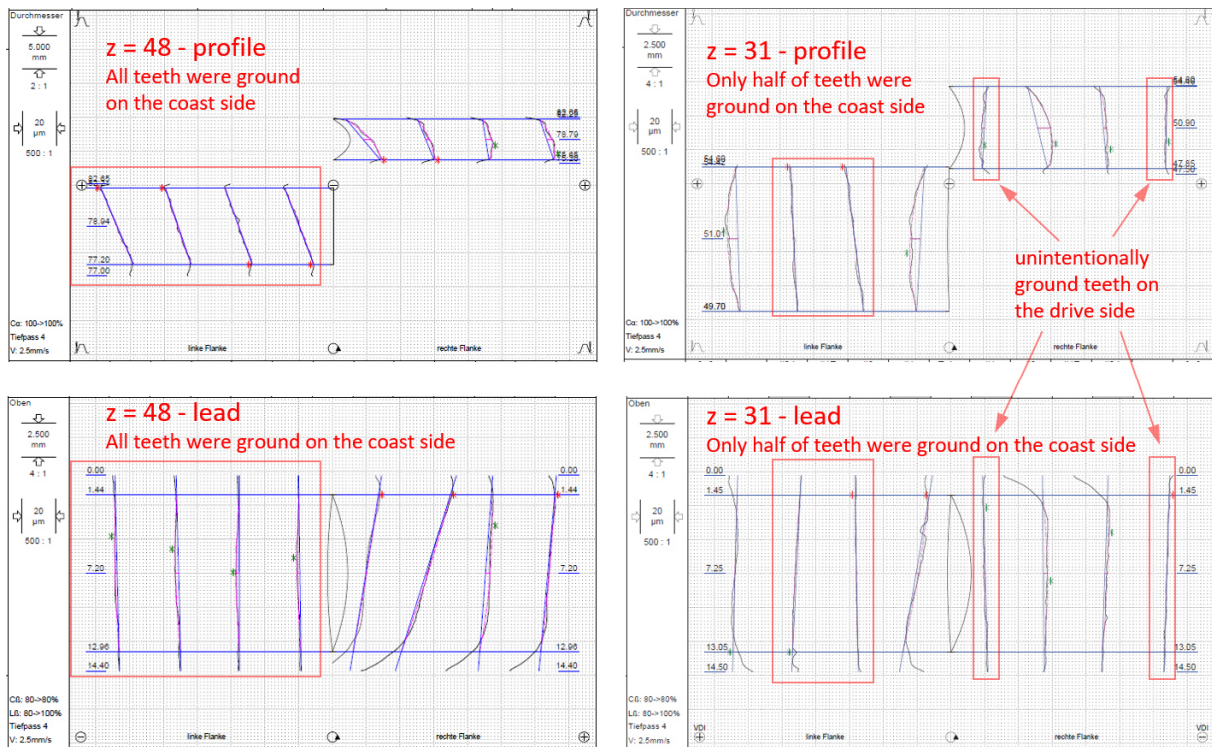 Durchmesser
5.000
mm
2 : 1
20
µm
500 : 1
z = 48 - profile
All teeth were ground
on the coast side
82.65
78.94
77.20
77.00
78.79
Cα: 100->100%
Tiefpass 4
V: 2.5mm/s
linke Flanke
rechte Flanke
Durchmesser
2.500
mm
4 : 1
20
µm
500 : 1
z = 31 - profile
Only half of teeth were
ground on the coast side
54.80
50.90
47.85
51.01
49.70
unintentionally
ground teeth on
the drive side
Cα: 100->100%
Tiefpass 4
V: 2.5mm/s
linke Flanke
rechte Flanke
Oben
2.500
mm
4 : 1
20
µm
500 : 1
z = 48 - lead
All teeth were ground on the coast side
0.00
1.44
7.20
12.96
14.40
0.00
1.44
7.20
12.96
14.40
Cß: 80->80%
Lß: 80->100%
Tiefpass 4
V: 2.5mm/s
linke Flanke
rechte Flanke
Oben
2.500
mm
4 : 1
20
µm
500 : 1
z = 31 - lead
Only half of teeth were ground on the coast side
0.00
1.45
7.25
13.05
14.50
0.00
1.45
7.25
13.05
14.50
Cß: 80->80%
Lß: 80->100%
Tiefpass 4
V: 2.5mm/s
VDI
linke Flanke
rechte Flanke
VDI